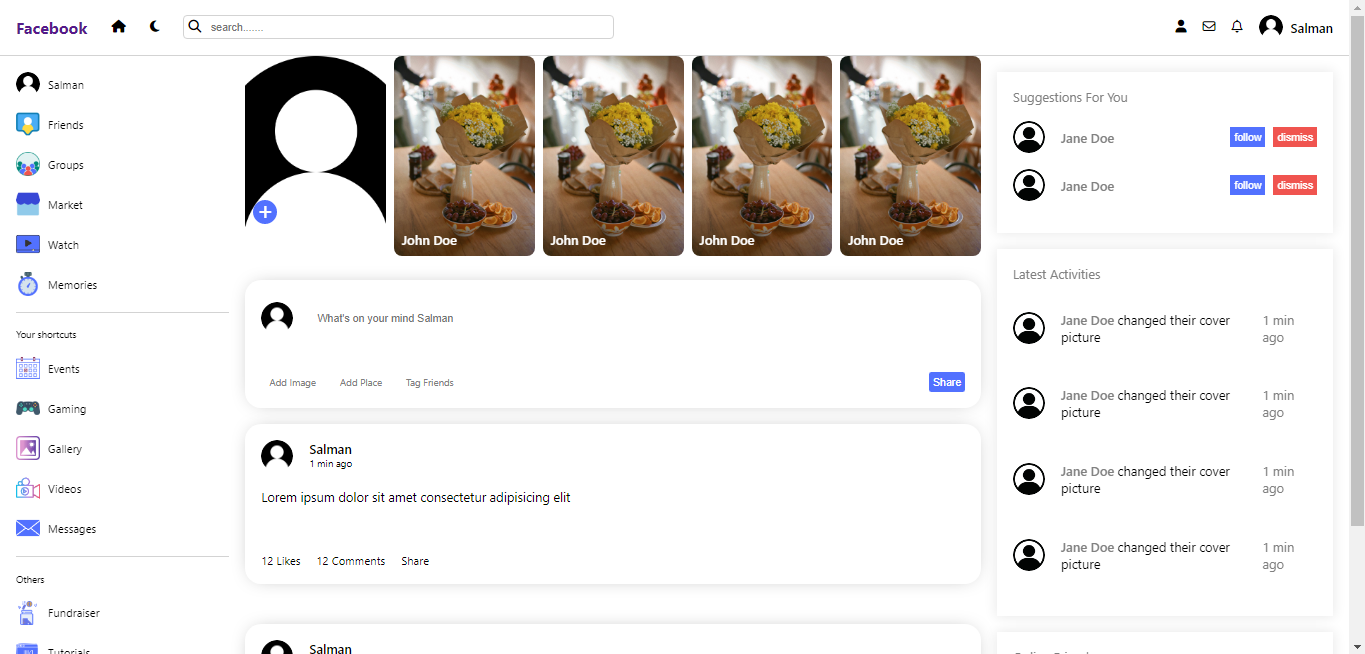 Facebook
search.......
Salman
Salman
Friends
Groups
Market
Watch
Memories
Your shortcuts
Events
Gaming
Gallery
Videos
Messages
Others
Fundraiser
Tutorials
John Doe
John Doe
John Doe
John Doe
What's on your mind Salman
Add Image
Add Place
Tag Friends
Share
Salman
1 min ago
Lorem ipsum dolor sit amet consectetur adipisicing elit
12 Likes
12 Comments
Share
Salman
Suggestions For You
Jane Doe
follow
dismiss
Jane Doe
follow
dismiss
Latest Activities
Jane Doe changed their cover
picture
1 min
ago
Jane Doe changed their cover
picture
1 min
ago
Jane Doe changed their cover
picture
1 min
ago
Jane Doe changed their cover
picture
1 min
ago